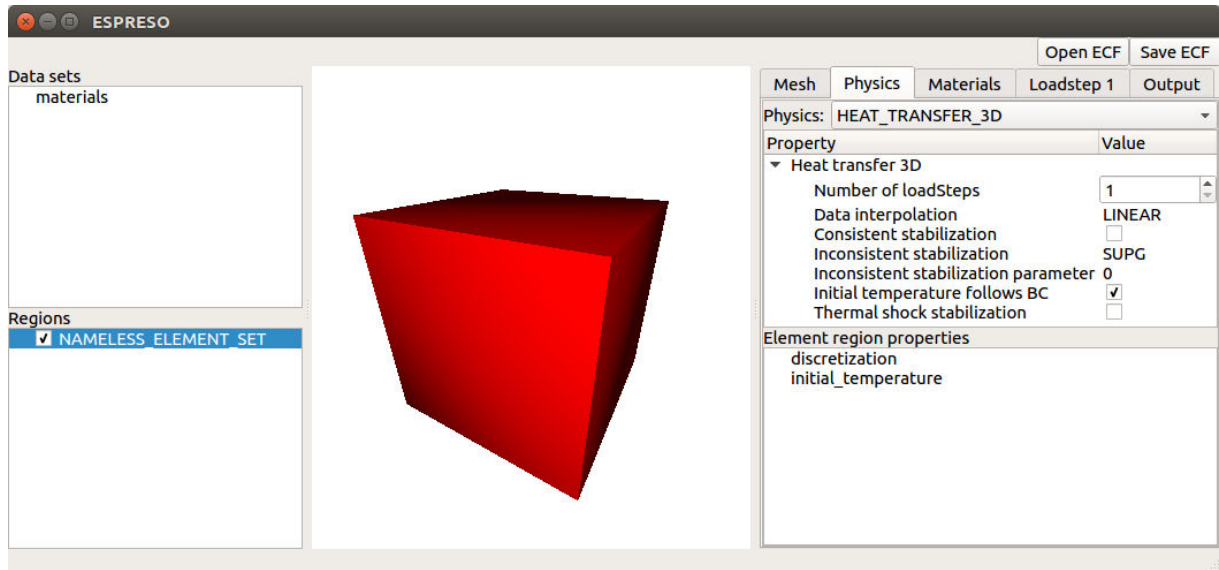 ESPRESO
Open ECF Save ECF
Data sets
materials
Regions
NAMELESS_ELEMENT_SET
Mesh Physics Materials Loadstep 1 Output
Physics: HEAT_TRANSFER_3D
Property Value
Heat transfer 3D
Number of loadSteps 1
Data interpolation LINEAR
Consistent stabilization
Inconsistent stabilization SUPG
Inconsistent stabilization parameter 0
Initial temperature follows BC
Thermal shock stabilization
Element region properties
discretization
initial_temperature